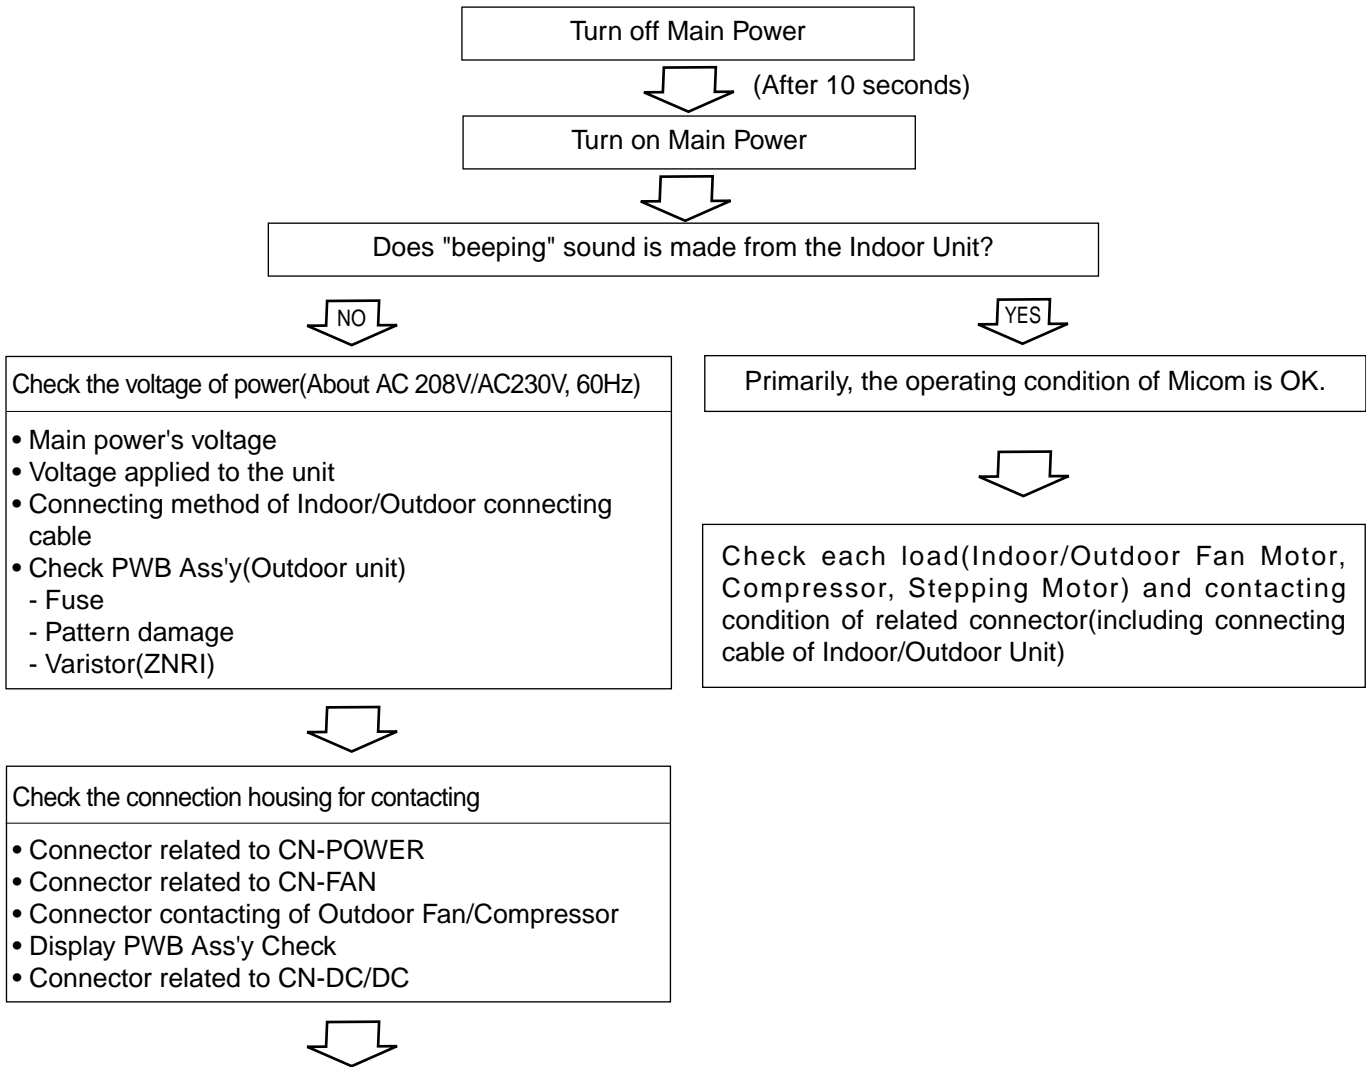 Turn off Main Power
(After 10 seconds)
Turn on Main Power
Does "beeping" sound is made from the Indoor Unit?
NO
YES
Check the voltage of power(About AC 208V/AC230V, 60Hz)
• Main power's voltage
• Voltage applied to the unit
• Connecting method of Indoor/Outdoor connecting
cable
• Check PWB Ass'y(Outdoor unit)
- Fuse
- Pattern damage
- Varistor(ZNRI)
Primarily, the operating condition of Micom is OK.
Check each load(Indoor/Outdoor Fan Motor,
Compressor, Stepping Motor) and contacting
condition of related connector(including connecting
cable of Indoor/Outdoor Unit)
Check the connection housing for contacting
• Connector related to CN-POWER
• Connector related to CN-FAN
• Connector contacting of Outdoor Fan/Compressor
• Display PWB Ass'y Check
• Connector related to CN-DC/DC